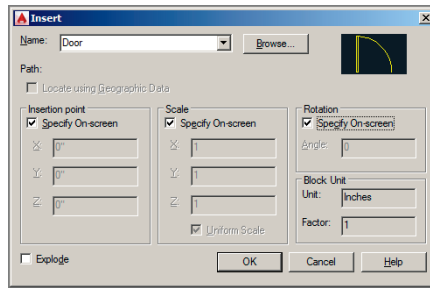 Insert
Name: Door Browse...
Path:
Locate using Geographic Data
Insertion point
Specify On-screen
X: 0"
Y: 0"
Z: 0"
Scale
Specify On-screen
X: 1
Y: 1
Z: 1
Uniform Scale
Rotation
Specify On-screen
Angle: 0
Block Unit
Unit: Inches
Factor: 1
Explode OK Cancel Help